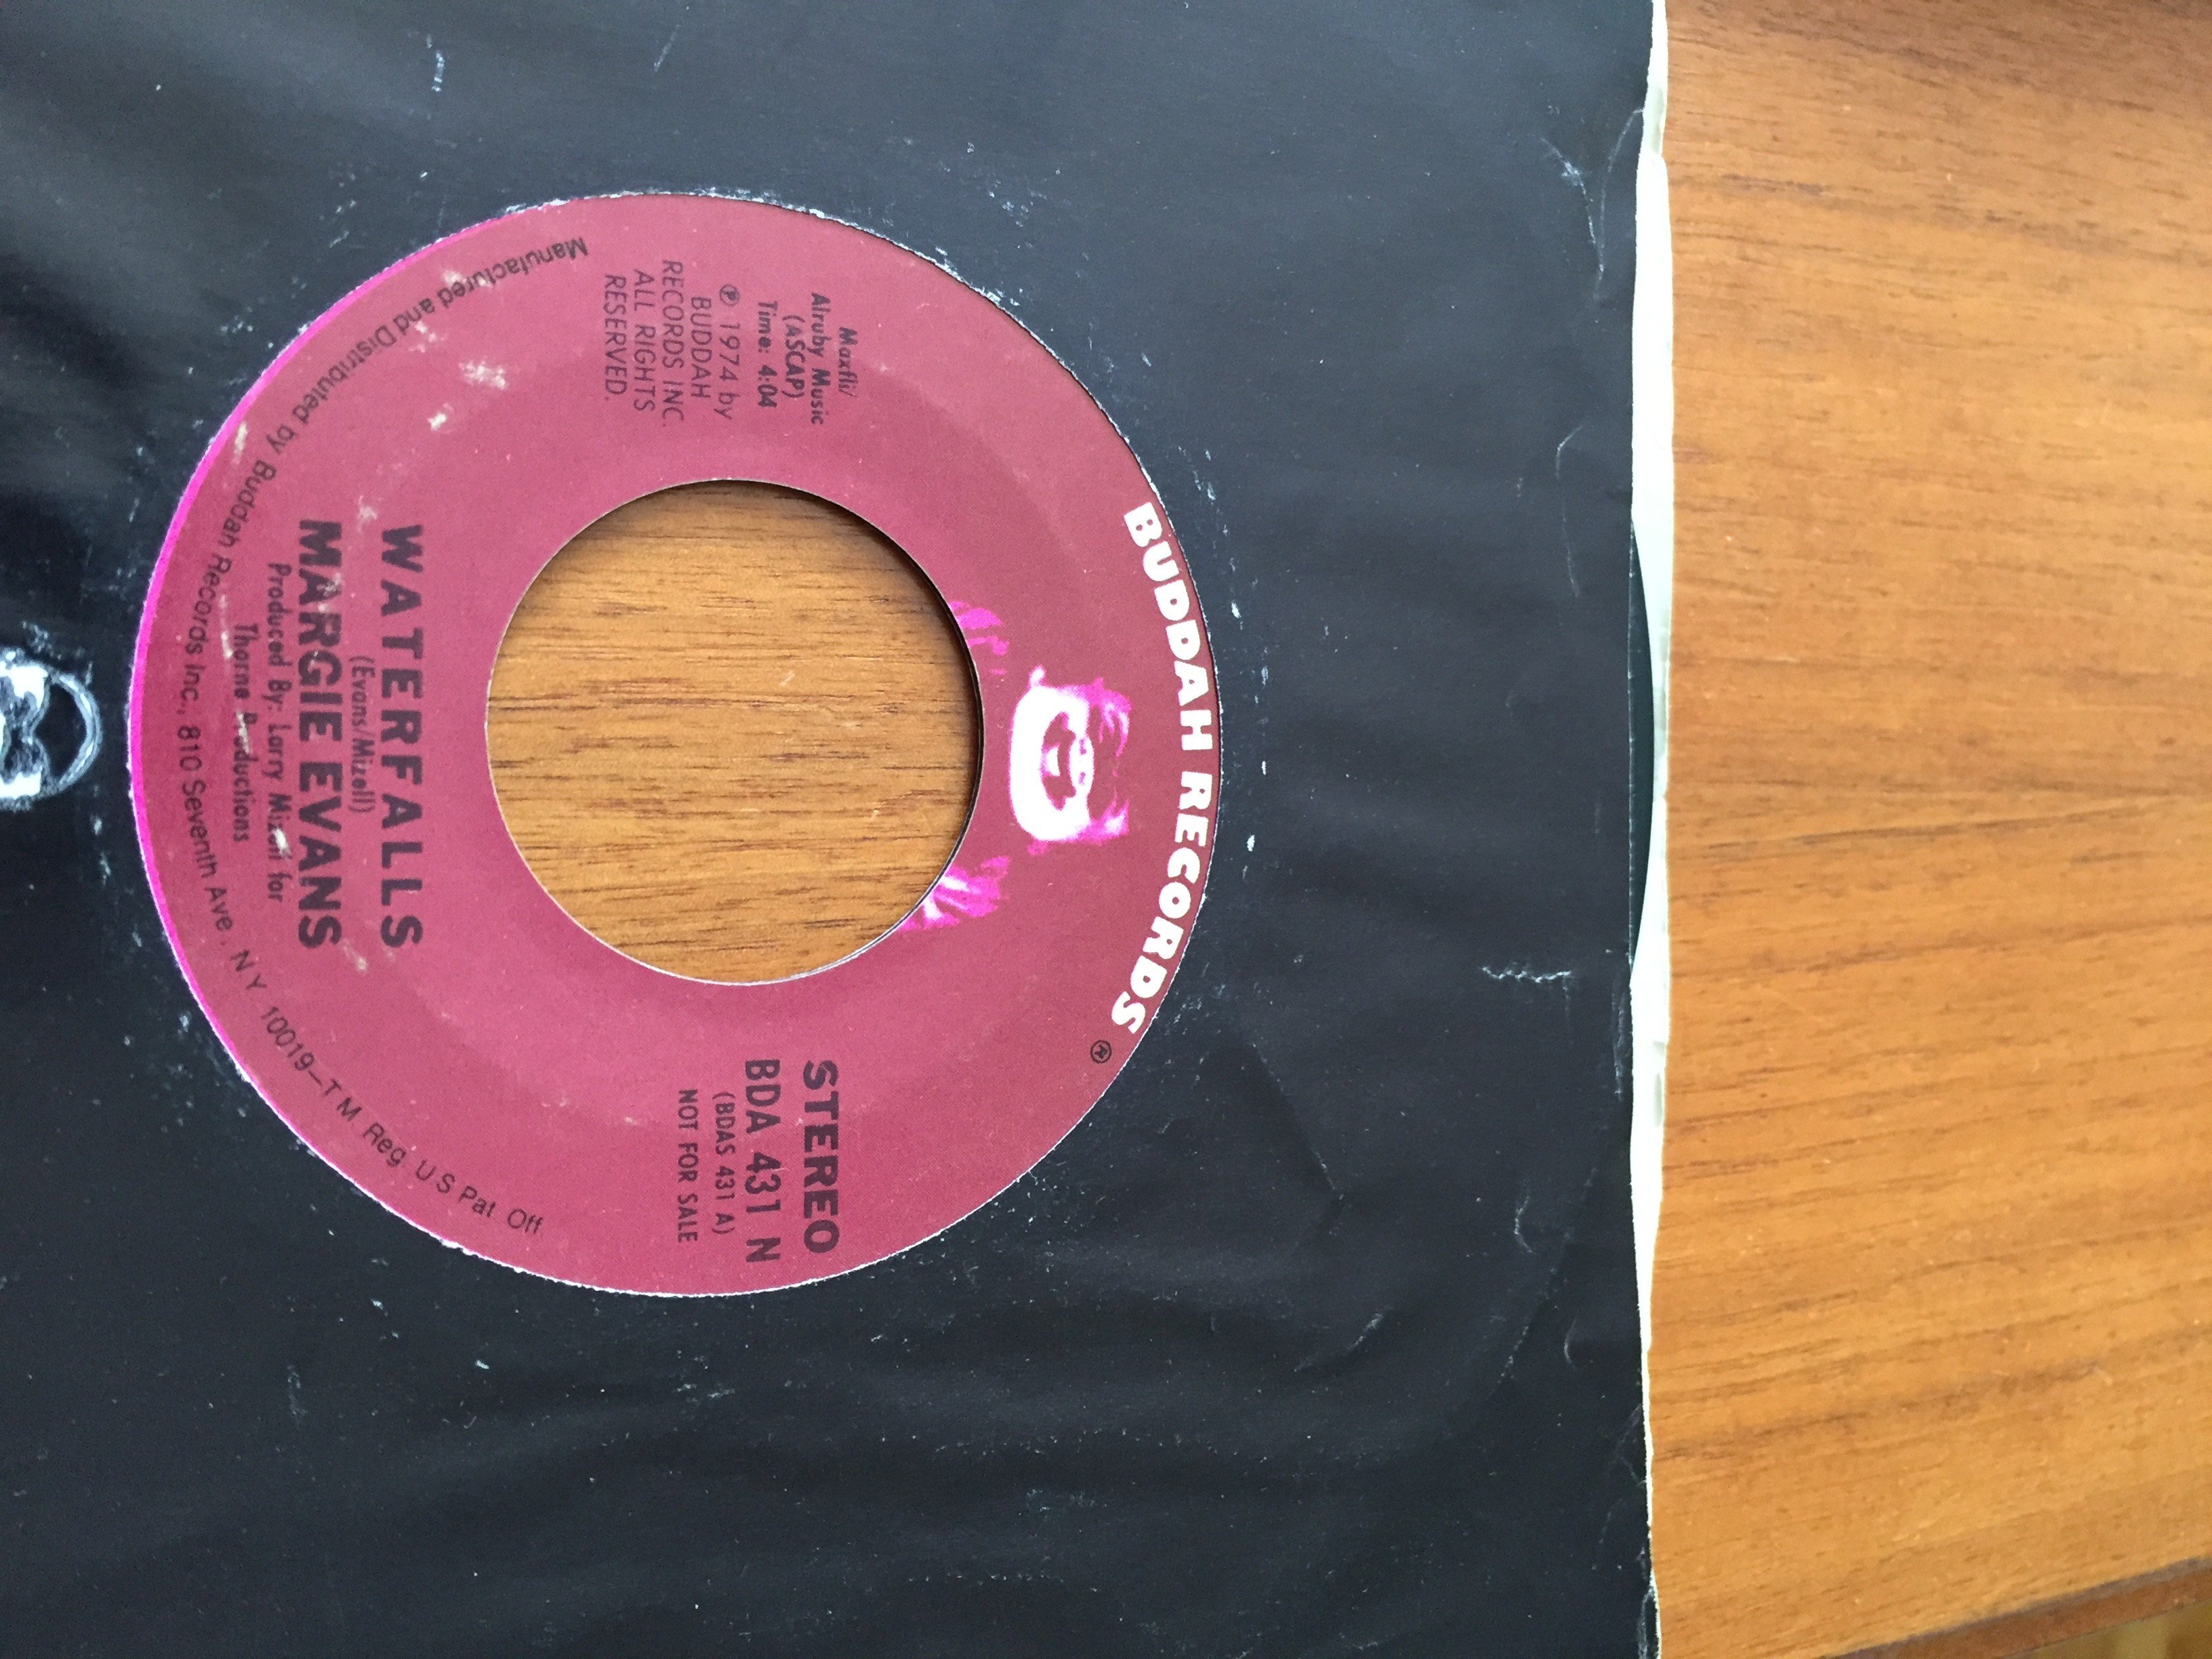 BUDDAH RECORDS ®
Maxfli/
Alruby Music
(ASCAP)
Time: 4:04
℗ 1974 by
BUDDAH
RECORDS INC.
ALL RIGHTS
RESERVED.
STEREO
BDA 431 N
(BDAS 431 A)
NOT FOR SALE
WATERFALLS
(Evans/Mizell)
MARGIE EVANS
Produced By: Larry Mizell for
Thorne Productions
Manufactured and Distributed by Buddah Records Inc., 810 Seventh Ave., N.Y. 10019–T M Reg U S Pat Off